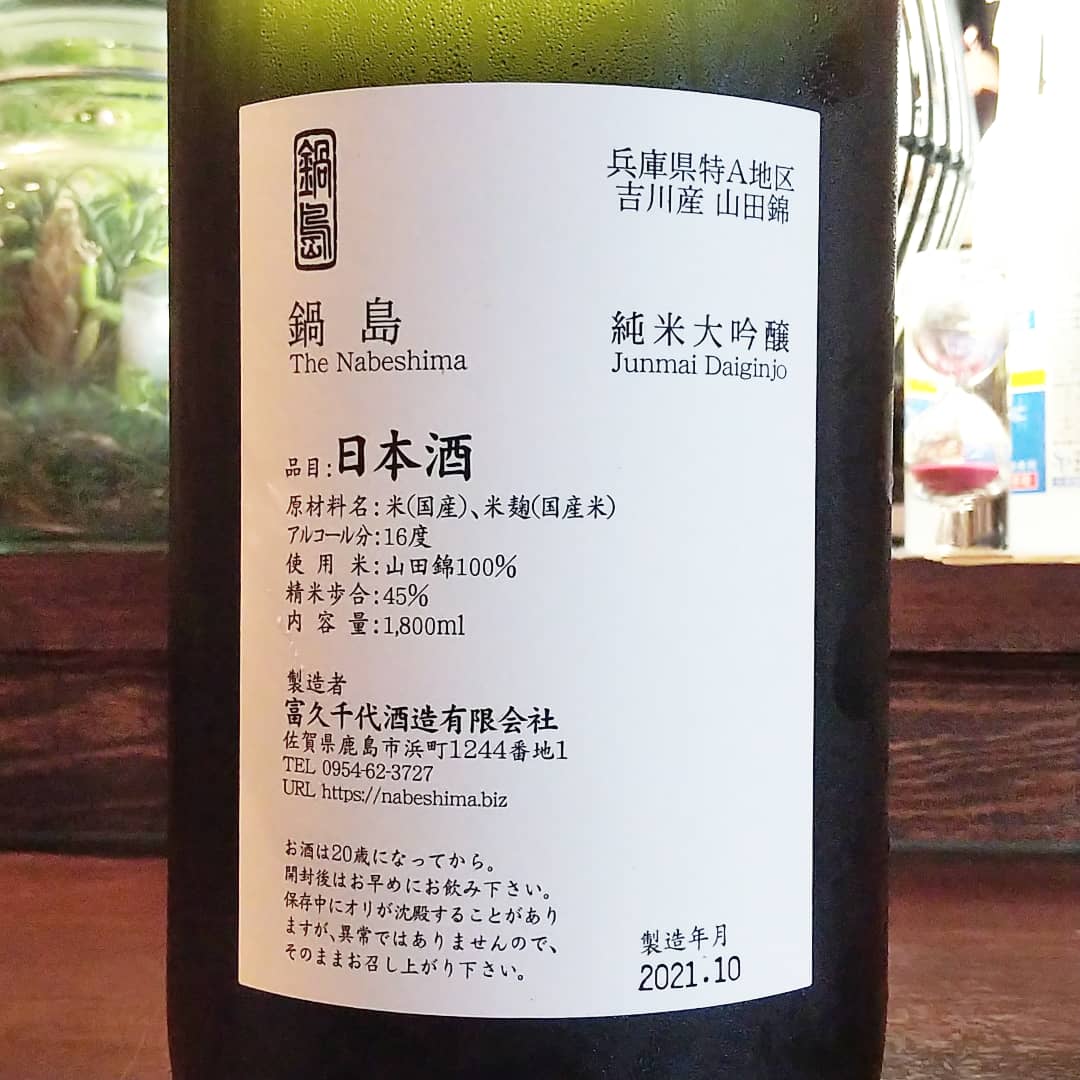 鍋島
兵庫県特A地区
吉川産 山田錦
鍋島
The Nabeshima
純米大吟醸
Junmai Daiginjo
品目:日本酒
原材料名:米(国産)、米麹(国産米)
アルコール分:16度
使用米:山田錦100%
精米歩合:45%
内容量:1,800ml
製造者
富久千代酒造有限会社
佐賀県鹿島市浜町1244番地1
TEL 0954-62-3727
URL https://nabeshima.biz
お酒は20歳になってから。
開封後はお早めにお飲み下さい。
保存中にオリが沈殿することがあり
ますが、異常ではありませんので、
そのままお召し上がり下さい。
製造年月
2021.10